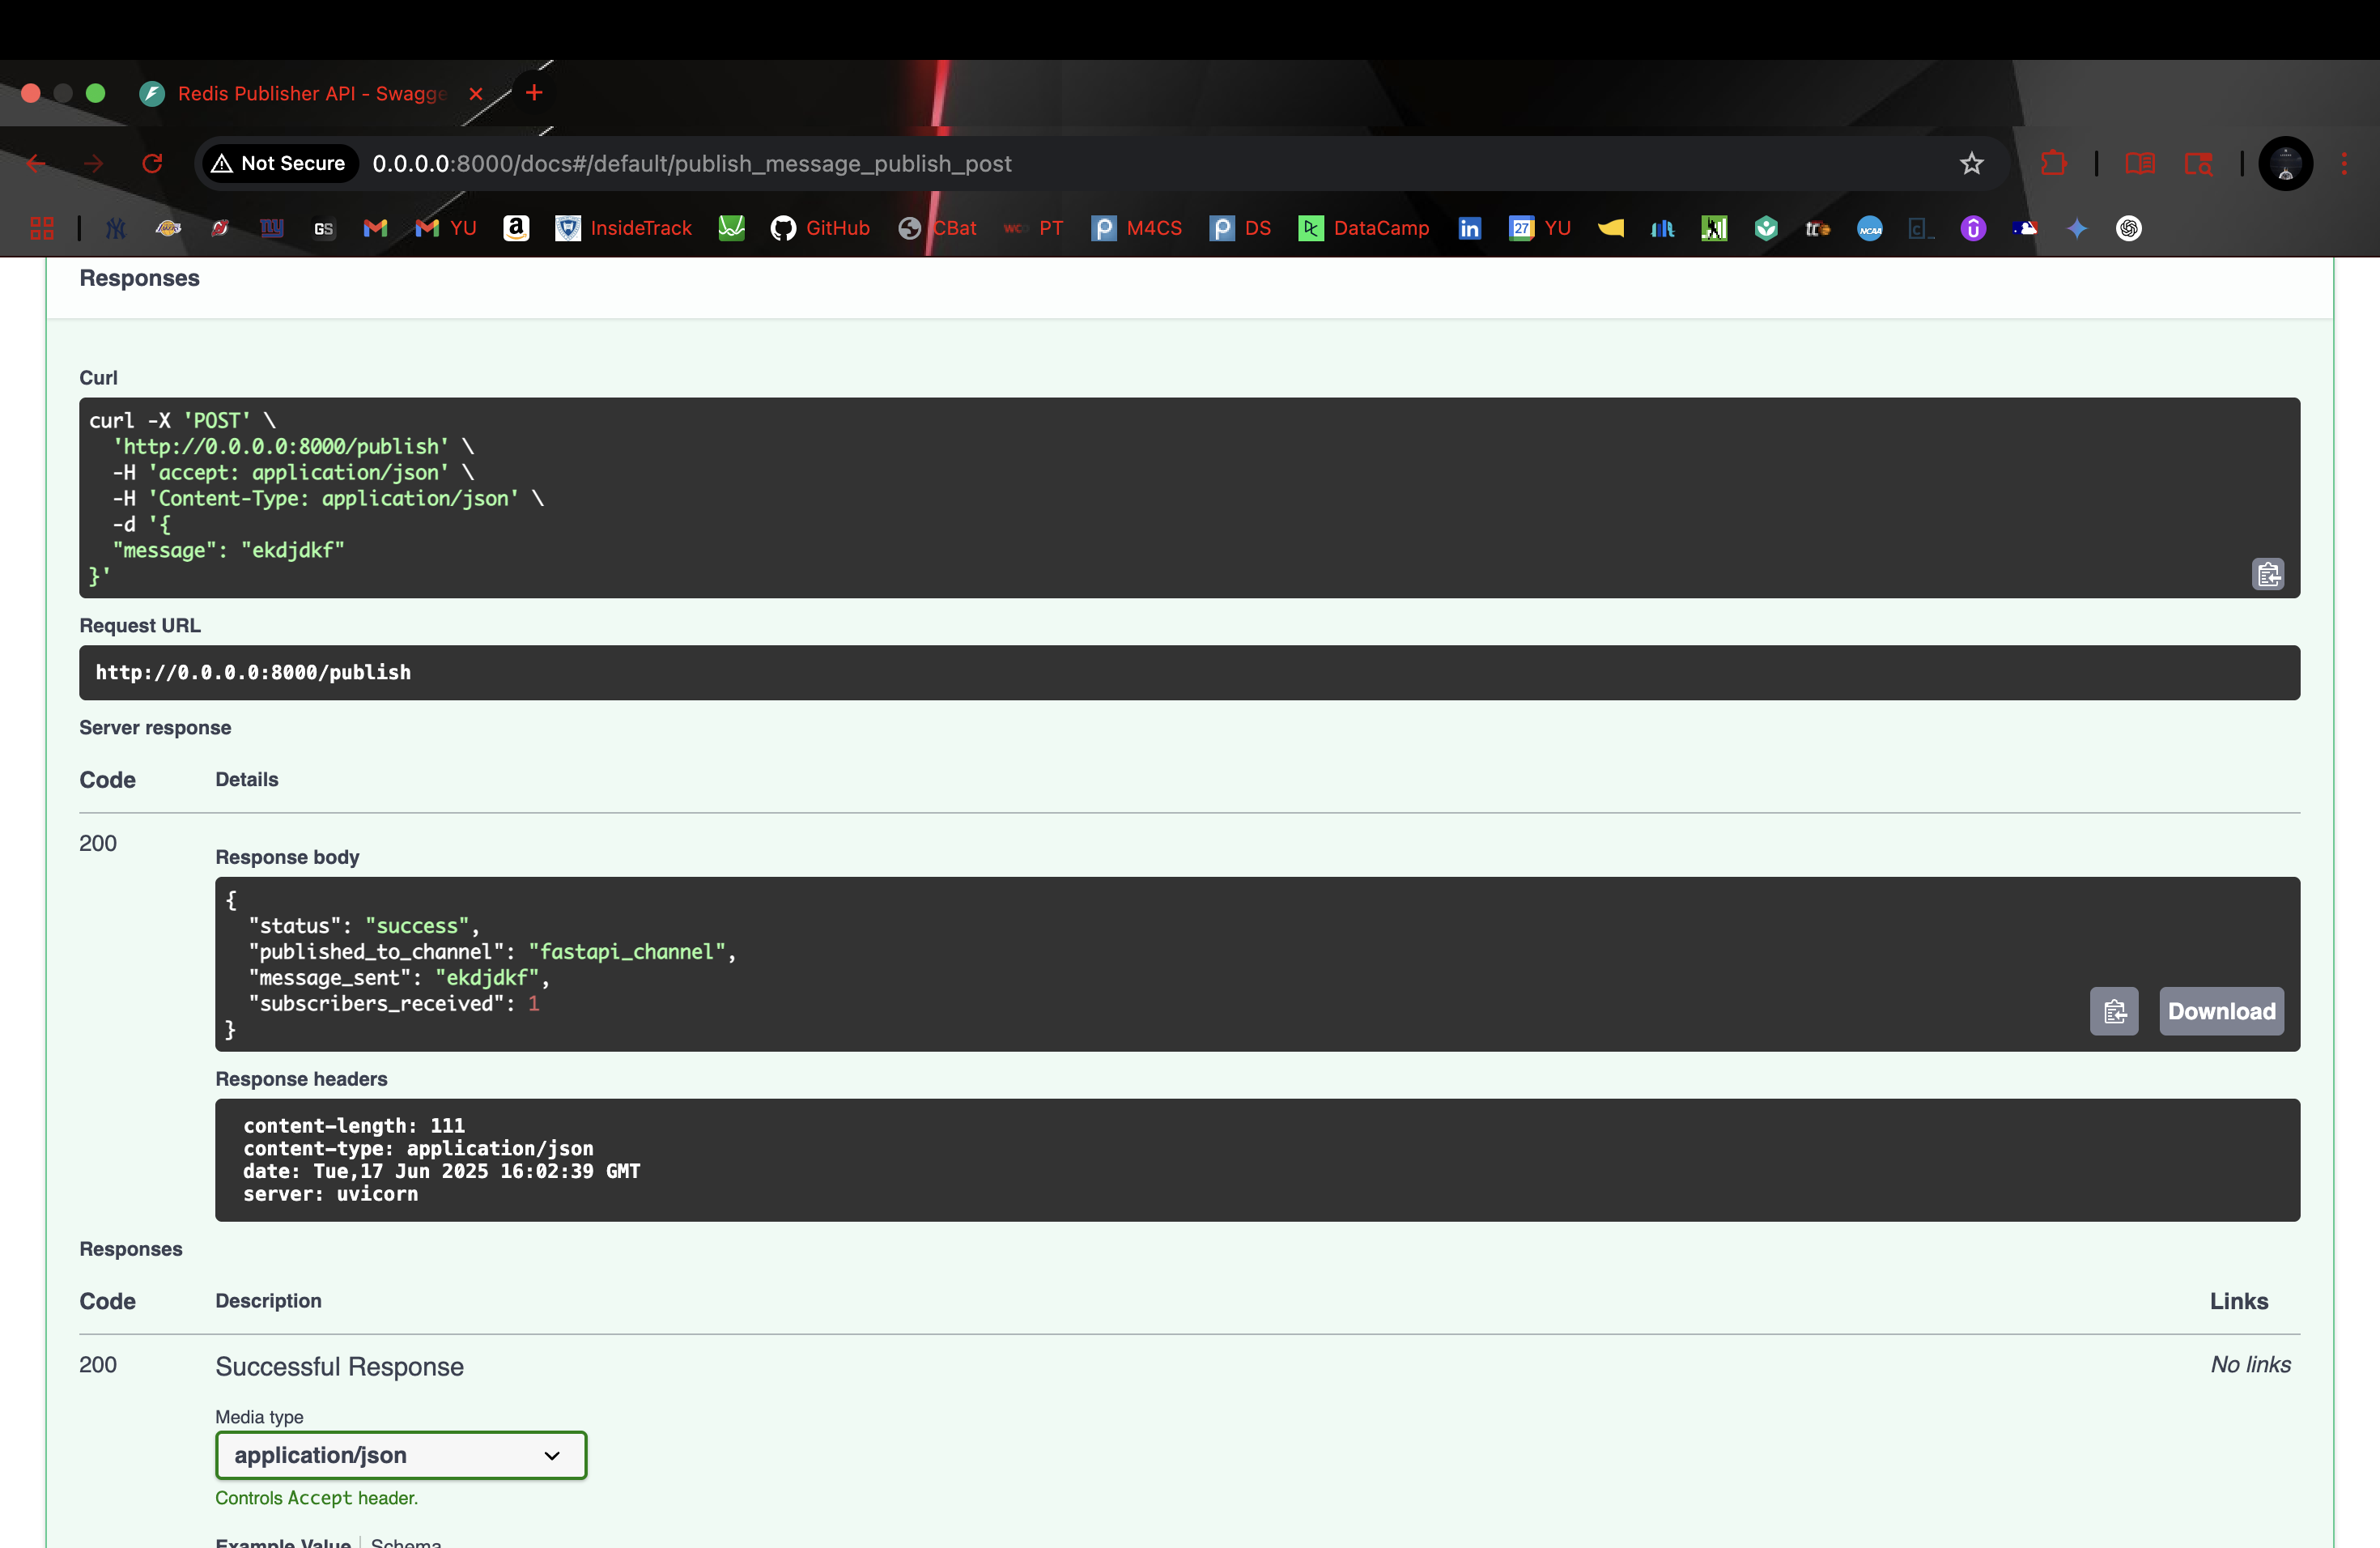 Redis Publisher API - Swagge
Not Secure
0.0.0.0:8000/docs#/default/publish_message_publish_post
GS
YU
InsideTrack
GitHub
CBat
PT
M4CS
DS
DataCamp
27
YU
NCAA
Responses
Curl
curl -X 'POST' \
'http://0.0.0.0:8000/publish' \
-H 'accept: application/json' \
-H 'Content-Type: application/json' \
-d '{
"message": "ekdjdkf"
}'
Request URL
http://0.0.0.0:8000/publish
Server response
Code Details
200
Response body
{
"status": "success",
"published_to_channel": "fastapi_channel",
"message_sent": "ekdjdkf",
"subscribers_received": 1
}
Download
Response headers
content-length: 111
content-type: application/json
date: Tue,17 Jun 2025 16:02:39 GMT
server: uvicorn
Responses
Code Description Links
200 Successful Response No links
Media type
application/json
Controls Accept header.
Example Value Schema